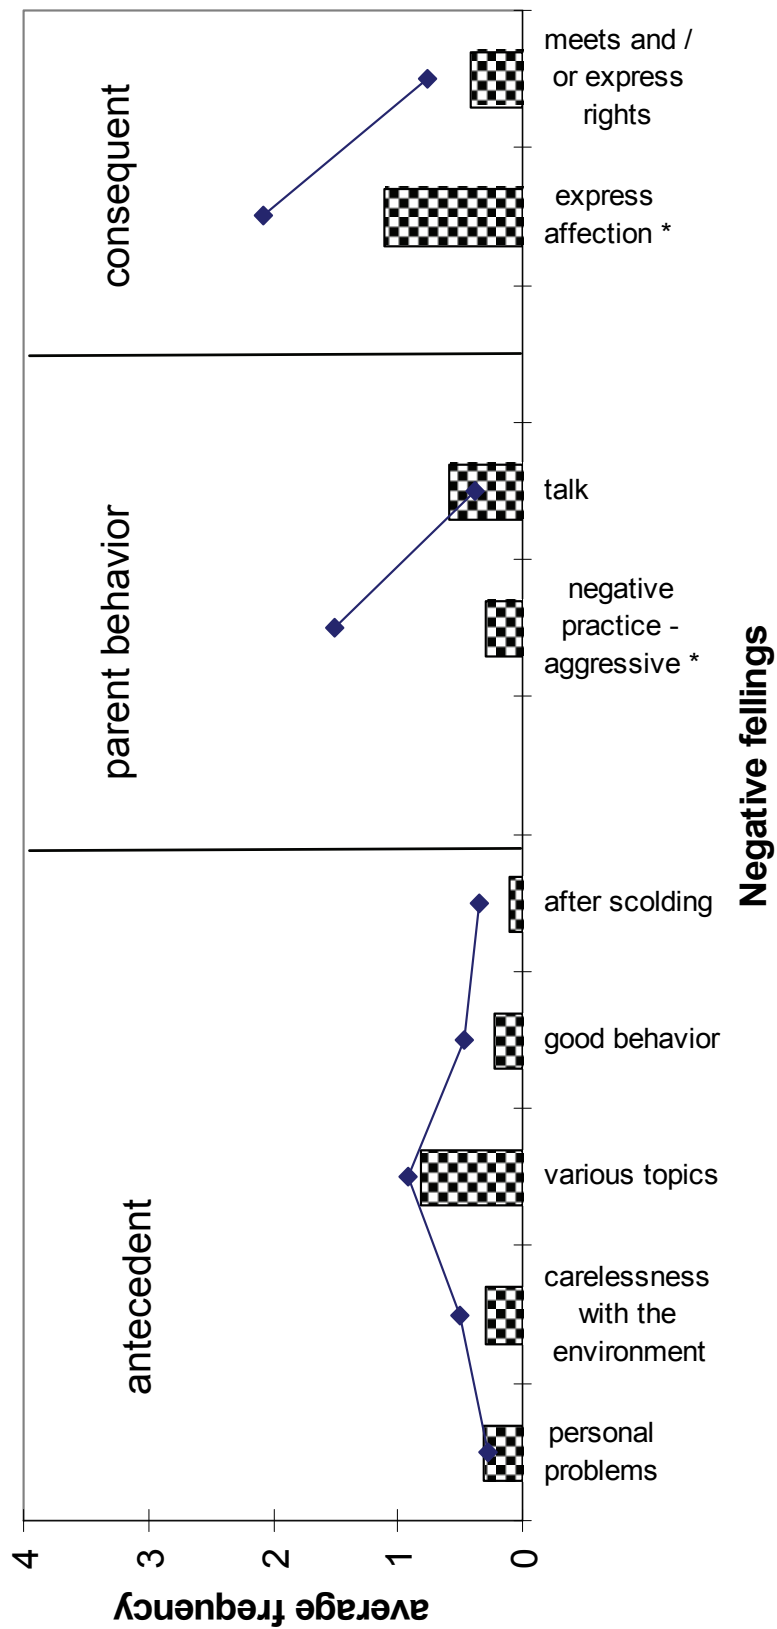 antecedent
parent behavior
consequent
average frequency
4
3
2
1
0
personal
problems
carelessness
with the
environment
various topics
good behavior
after scolding
negative
practice -
aggressive *
talk
express
affection *
meets and /
or express
rights
Negative fellings